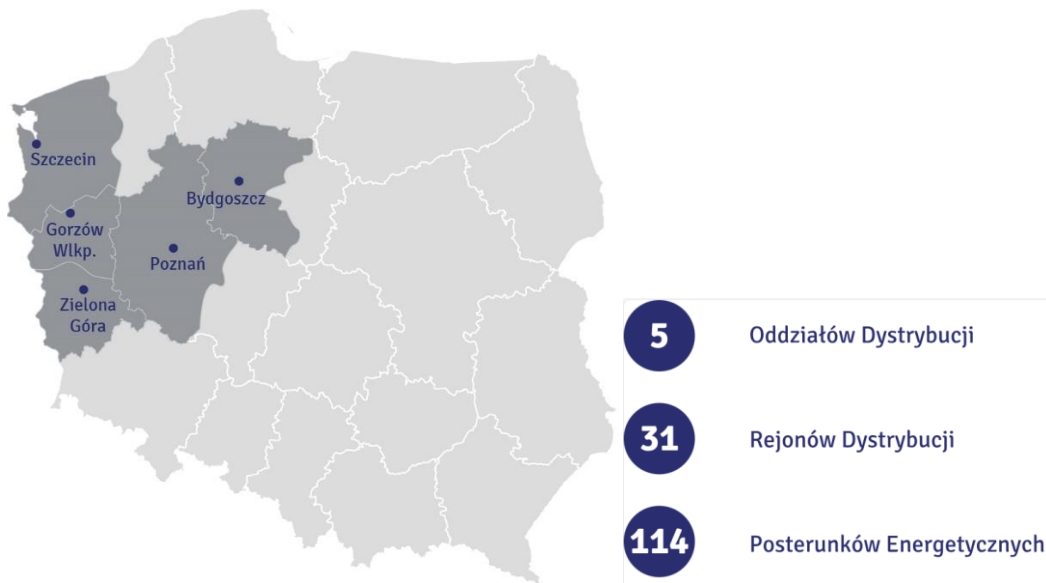 Szczecin
Bydgoszcz
Gorzów
Wlkp.
Poznań
Zielona
Góra
5 Oddziałów Dystrybucji
31 Rejonów Dystrybucji
114 Posterunków Energetycznych